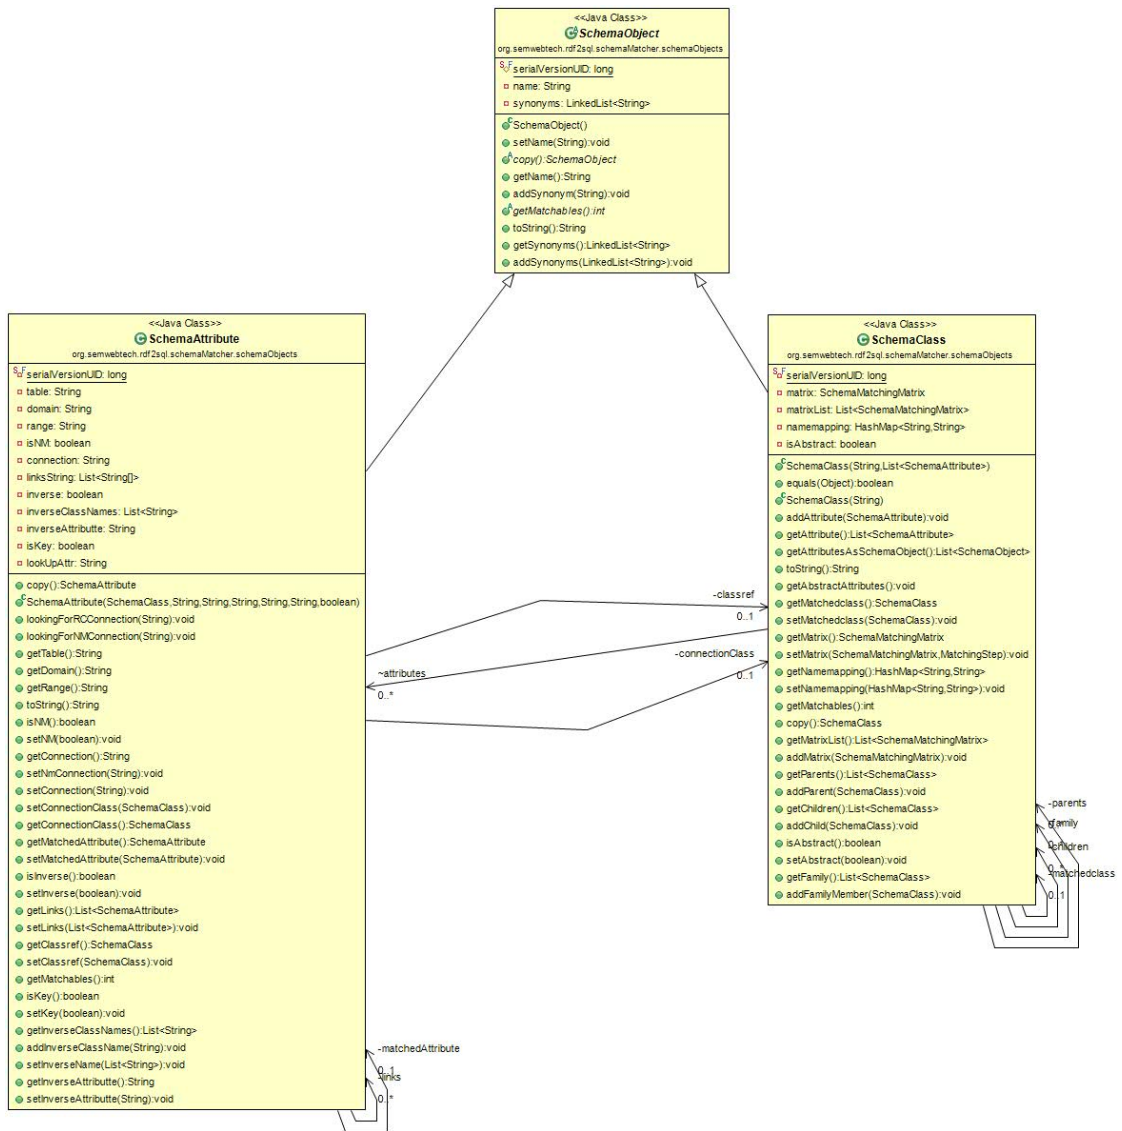 <<Java Class>>
SchemaObject
org.semwebtech.rdf2sql.schemaMatcher.schemaObjects
serialVersionUID: long
name: String
synonyms: LinkedList<String>
SchemaObject()
setName(String):void
copy():SchemaObject
getName():String
addSynonym(String):void
getMatchables():int
toString():String
getSynonyms():LinkedList<String>
addSynonyms(LinkedList<String>):void
<<Java Class>>
SchemaAttribute
org.semwebtech.rdf2sql.schemaMatcher.schemaObjects
serialVersionUID: long
table: String
domain: String
range: String
isNM: boolean
connection: String
linksString: List<String[]>
inverse: boolean
inverseClassNames: List<String>
inverseAttributte: String
isKey: boolean
lookUpAttr: String
copy():SchemaAttribute
SchemaAttribute(SchemaClass,String,String,String,String,String,boolean)
lookingForRCConnection(String):void
lookingForNMConnection(String):void
getTable():String
getDomain():String
getRange():String
toString():String
isNM():boolean
setNM(boolean):void
getConnection():String
setNmConnection(String):void
setConnection(String):void
setConnectionClass(SchemaClass):void
getConnectionClass():SchemaClass
getMatchedAttribute():SchemaAttribute
setMatchedAttribute(SchemaAttribute):void
isInverse():boolean
setInverse(boolean):void
getLinks():List<SchemaAttribute>
setLinks(List<SchemaAttribute>):void
getClassref():SchemaClass
setClassref(SchemaClass):void
getMatchables():int
isKey():boolean
setKey(boolean):void
getInverseClassNames():List<String>
addInverseClassName(String):void
setInverseName(List<String>):void
getInverseAttributte():String
setInverseAttributte(String):void
<<Java Class>>
SchemaClass
org.semwebtech.rdf2sql.schemaMatcher.schemaObjects
serialVersionUID: long
matrix: SchemaMatchingMatrix
matrixList: List<SchemaMatchingMatrix>
namemapping: HashMap<String,String>
isAbstract: boolean
SchemaClass(String,List<SchemaAttribute>)
equals(Object):boolean
SchemaClass(String)
addAttribute(SchemaAttribute):void
getAttribute():List<SchemaAttribute>
getAttributesAsSchemaObject():List<SchemaObject>
toString():String
getAbstractAttributes():void
getMatchedclass():SchemaClass
setMatchedclass(SchemaClass):void
getMatrix():SchemaMatchingMatrix
setMatrix(SchemaMatchingMatrix,MatchingStep):void
getNamemapping():HashMap<String,String>
setNamemapping(HashMap<String,String>):void
getMatchables():int
copy():SchemaClass
getMatrixList():List<SchemaMatchingMatrix>
addMatrix(SchemaMatchingMatrix):void
getParents():List<SchemaClass>
addParent(SchemaClass):void
getChildren():List<SchemaClass>
addChild(SchemaClass):void
isAbstract():boolean
setAbstract(boolean):void
getFamily():List<SchemaClass>
addFamilyMember(SchemaClass):void
-classref
0..1
-connectionClass
0..1
~attributes
0..*
-parents
-family
-children
0..*
-matchedclass
0..1
-matchedAttribute
0..1
-links
0..*